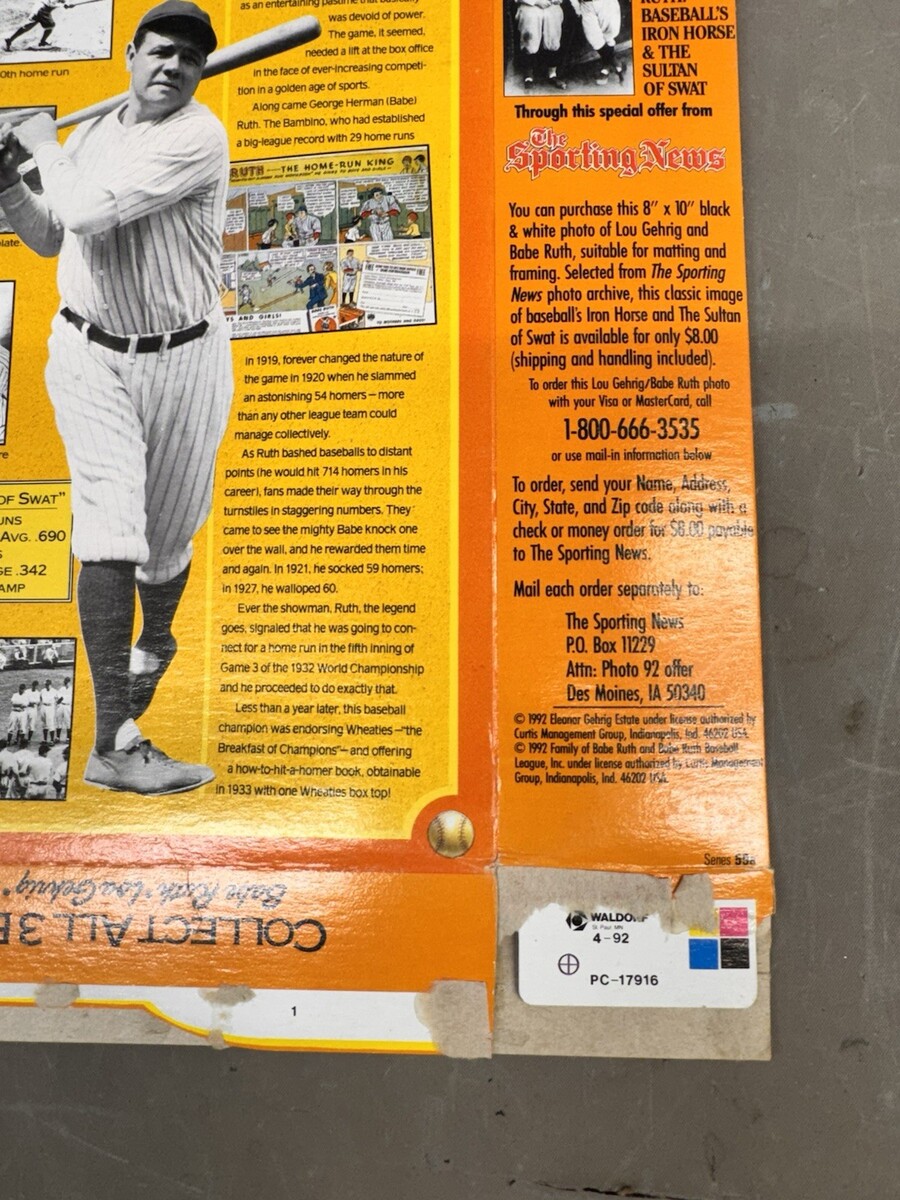 0th home run
late.
re
OF SWAT"
UNS
AVG. .690
S
GE .342
AMP
as an entertaining pastime that basically
was devoid of power.
The game, it seemed,
needed a lift at the box office
in the face of ever-increasing competi-
tion in a golden age of sports.
Along came George Herman (Babe)
Ruth. The Bambino, who had established
a big-league record with 29 home runs
RUTH — THE HOME-RUN KING
S AND GIRLS!
In 1919, forever changed the nature of
the game in 1920 when he slammed
an astonishing 54 homers — more
than any other league team could
manage collectively.
As Ruth bashed baseballs to distant
points (he would hit 714 homers in his
career), fans made their way through the
turnstiles in staggering numbers. They
came to see the mighty Babe knock one
over the wall, and he rewarded them time
and again. In 1921, he socked 59 homers;
in 1927, he walloped 60.
Ever the showman, Ruth, the legend
goes, signaled that he was going to con-
nect for a home run in the fifth inning of
Game 3 of the 1932 World Championship
and he proceeded to do exactly that.
Less than a year later, this baseball
champion was endorsing Wheaties—"the
Breakfast of Champions"—and offering
a how-to-hit-a-homer book, obtainable
in 1933 with one Wheaties box top!
RUTH:
BASEBALL'S
IRON HORSE
& THE
SULTAN
OF SWAT
Through this special offer from
The
Sporting News
You can purchase this 8" x 10" black
& white photo of Lou Gehrig and
Babe Ruth, suitable for matting and
framing. Selected from The Sporting
News photo archive, this classic image
of baseball's Iron Horse and The Sultan
of Swat is available for only $8.00
(shipping and handling included).
To order this Lou Gehrig/Babe Ruth photo
with your Visa or MasterCard, call
1-800-666-3535
or use mail-in information below
To order, send your Name, Address,
City, State, and Zip code along with a
check or money order for $8.00 payable
to The Sporting News.
Mail each order separately to:
The Sporting News
P.O. Box 11229
Attn: Photo 92 offer
Des Moines, IA 50340
© 1992 Eleanor Gehrig Estate under license authorized by
Curtis Management Group, Indianapolis, Ind. 46202 USA.
© 1992 Family of Babe Ruth and Babe Ruth Baseball
League, Inc. under license authorized by Curtis Management
Group, Indianapolis, Ind. 46202 USA.
Series 55a
COLLECT ALL 3
Babe Ruth Lou Gehrig
1
WALDORF
St. Paul, MN
4-92
PC-17916